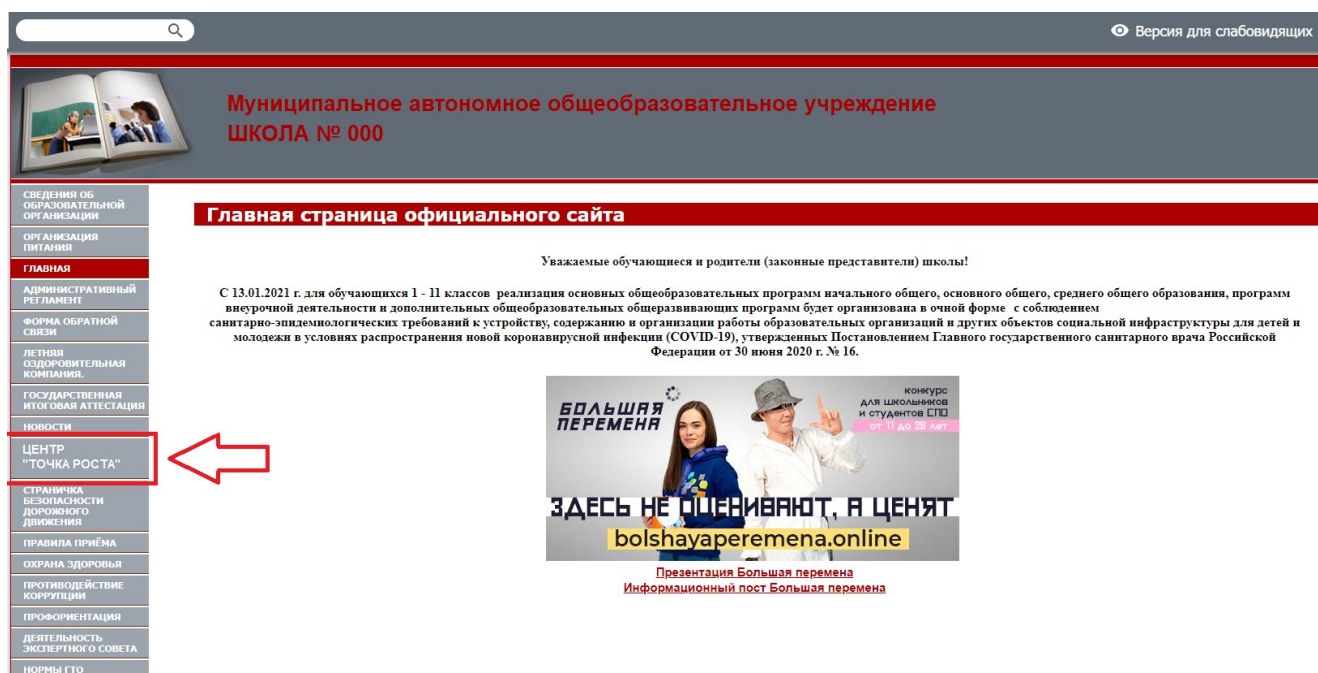 Версия для слабовидящих
Муниципальное автономное общеобразовательное учреждение
ШКОЛА № 000
СВЕДЕНИЯ ОБ
ОБРАЗОВАТЕЛЬНОЙ
ОРГАНИЗАЦИИ
ОРГАНИЗАЦИЯ
ПИТАНИЯ
ГЛАВНАЯ
АДМИНИСТРАТИВНЫЙ
РЕГЛАМЕНТ
ФОРМА ОБРАТНОЙ
СВЯЗИ
ЛЕТНЯЯ
ОЗДОРОВИТЕЛЬНАЯ
КОМПАНИЯ.
ГОСУДАРСТВЕННАЯ
ИТОГОВАЯ АТТЕСТАЦИЯ
НОВОСТИ
ЦЕНТР
"ТОЧКА РОСТА"
СТРАНИЧКА
БЕЗОПАСНОСТИ
ДОРОЖНОГО
ДВИЖЕНИЯ
ПРАВИЛА ПРИЁМА
ОХРАНА ЗДОРОВЬЯ
ПРОТИВОДЕЙСТВИЕ
КОРРУПЦИИ
ПРОФОРИЕНТАЦИЯ
ДЕЯТЕЛЬНОСТЬ
ЭКСПЕРТНОГО СОВЕТА
НОРМЫ ГТО
Главная страница официального сайта
Уважаемые обучающиеся и родители (законные представители) школы!
С 13.01.2021 г. для обучающихся 1 - 11 классов реализация основных общеобразовательных программ начального общего, основного общего, среднего общего образования, программ
внеурочной деятельности и дополнительных общеобразовательных общеразвивающих программ будет организована в очной форме с соблюдением
санитарно-эпидемиологических требований к устройству, содержанию и организации работы образовательных организаций и других объектов социальной инфраструктуры для детей и
молодежи в условиях распространения новой коронавирусной инфекции (COVID-19), утвержденных Постановлением Главного государственного санитарного врача Российской
Федерации от 30 июня 2020 г. № 16.
БОЛЬШАЯ
ПЕРЕМЕНА
конкурс
для школьников
и студентов СПО
от 11 до 25 лет
ЗДЕСЬ НЕ ОЦЕНИВАЮТ, А ЦЕНЯТ
bolshayaperemena.online
Презентация Большая перемена
Информационный пост Большая перемена